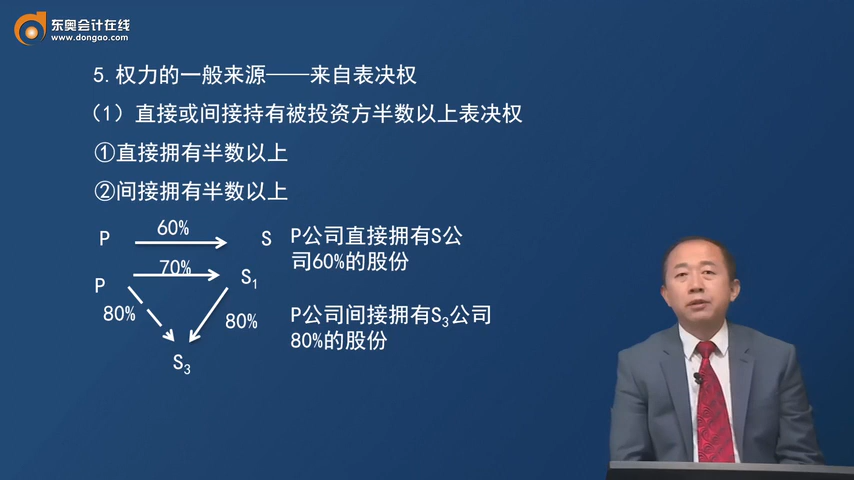 东奥会计在线
www.dongao.com
5.权力的一般来源——来自表决权
（1）直接或间接持有被投资方半数以上表决权
①直接拥有半数以上
②间接拥有半数以上
P 60% S
P公司直接拥有S公
司60%的股份
P 70% S₁
80% 80%
S₃
P公司间接拥有S₃公司
80%的股份